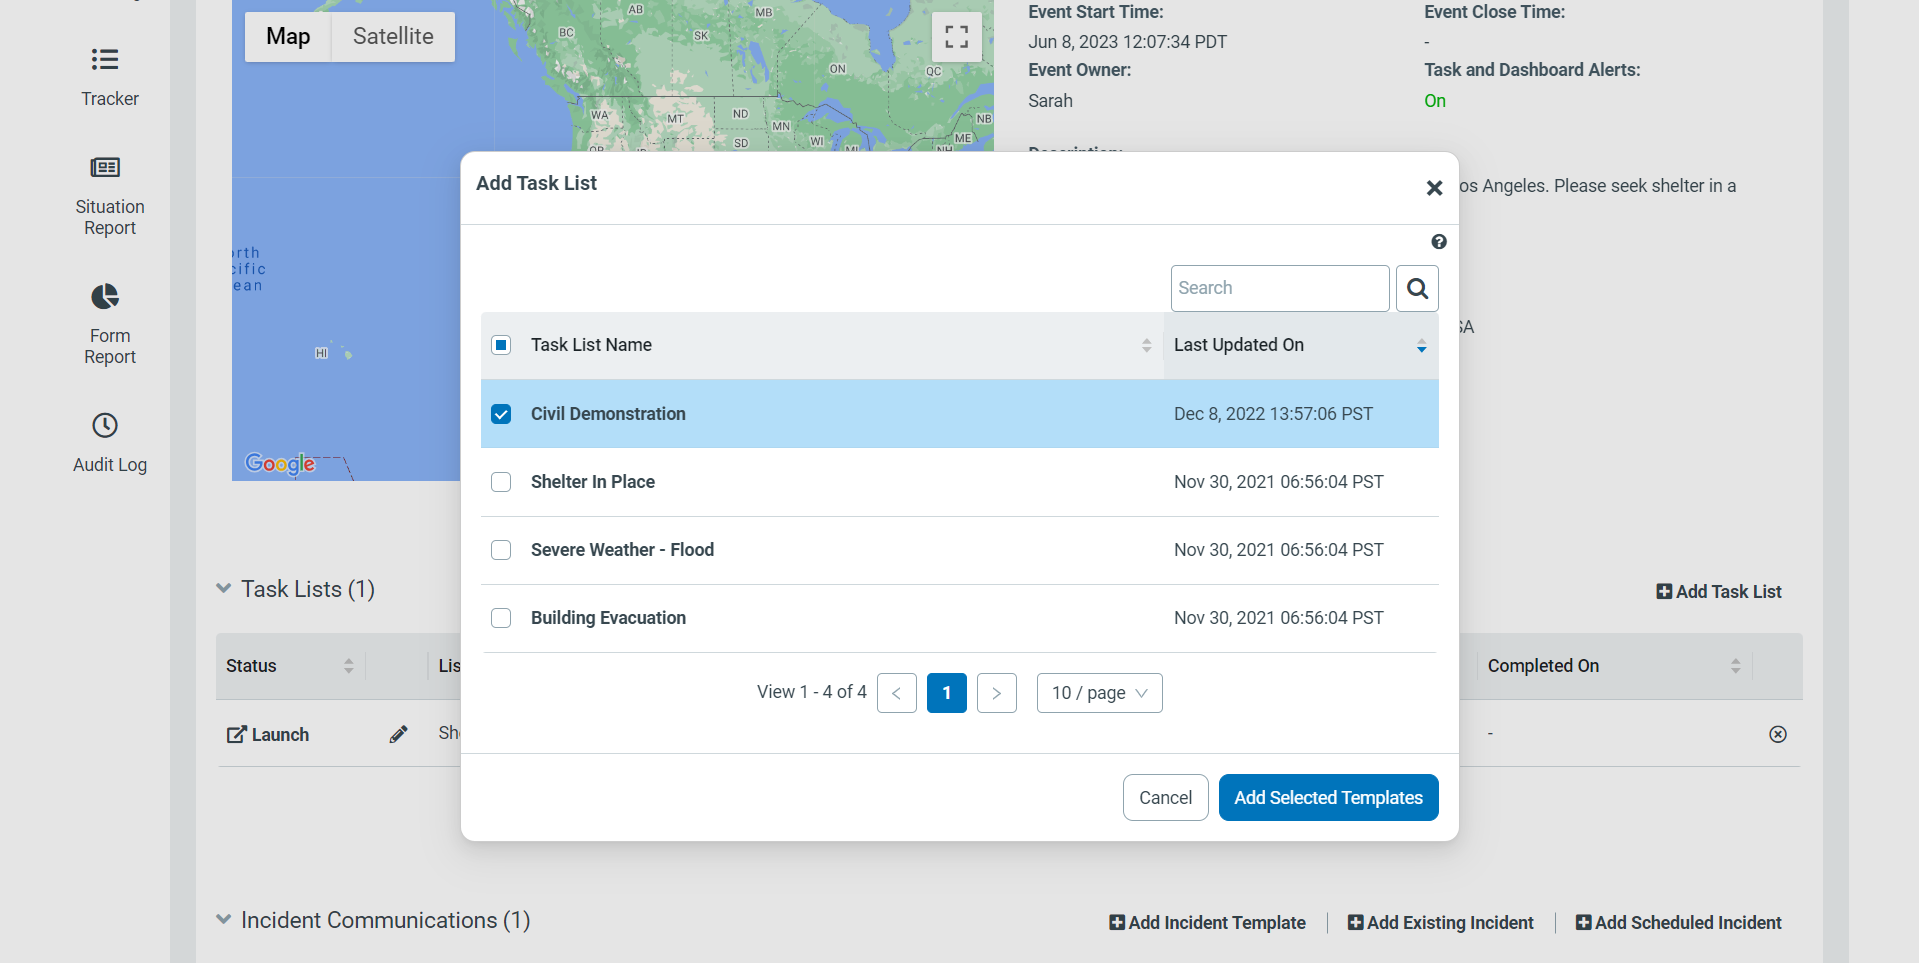 Map
Satellite
AB
MB
BC
SK
ON
QC
WA
MT
ND
MN
NB
SD
WI
ME
HI
Google
Tracker
Situation
Report
Form
Report
Audit Log
Event Start Time:
Event Close Time:
Jun 8, 2023 12:07:34 PDT
-
Event Owner:
Task and Dashboard Alerts:
Sarah
On
os Angeles. Please seek shelter in a
SA
Add Task List
Search
Task List Name
Last Updated On
Civil Demonstration
Dec 8, 2022 13:57:06 PST
Shelter In Place
Nov 30, 2021 06:56:04 PST
Severe Weather - Flood
Nov 30, 2021 06:56:04 PST
Building Evacuation
Nov 30, 2021 06:56:04 PST
View 1 - 4 of 4
<
1
>
10 / page
Cancel
Add Selected Templates
Task Lists (1)
Add Task List
Status
Lis
Completed On
Launch
Sh
-
Incident Communications (1)
Add Incident Template
Add Existing Incident
Add Scheduled Incident